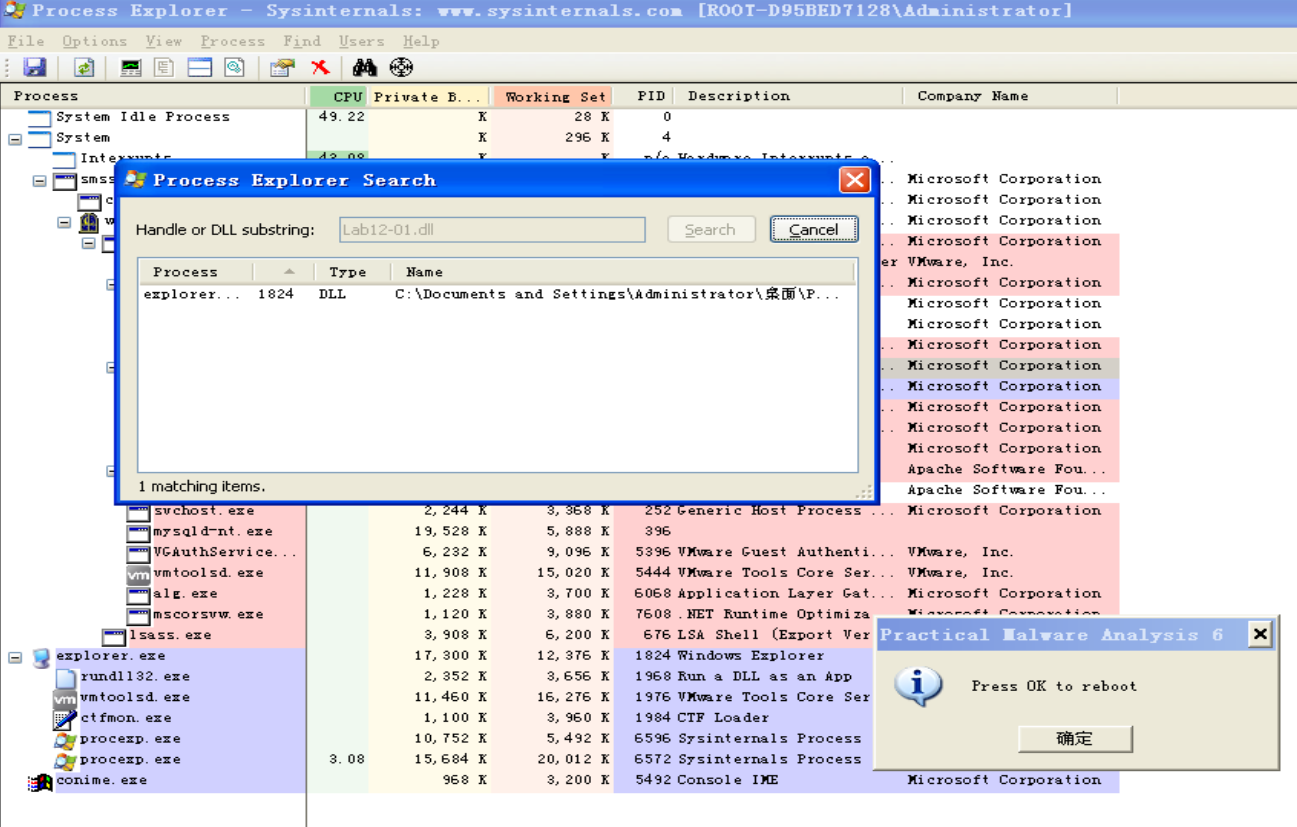 Process Explorer - Sysinternals: www.sysinternals.com [ROOT-D95BED7128\Administrator]
File Options View Process Find Users Help
Process CPU Private B... Working Set PID Description Company Name
System Idle Process 49.22 K 28 K 0
System K 296 K 4
Interrupts 43.08 K K n/a Hardware Interrupts
smss Microsoft Corporation
Process Explorer Search
Microsoft Corporation
Microsoft Corporation
Handle or DLL substring: Lab12-01.dll Search Cancel
Microsoft Corporation
er VMware, Inc.
Process Type Name
Microsoft Corporation
explorer... 1824 DLL C:\Documents and Settings\Administrator\桌面\P...
Microsoft Corporation
Microsoft Corporation
Microsoft Corporation
Microsoft Corporation
Microsoft Corporation
Microsoft Corporation
Microsoft Corporation
Microsoft Corporation
Apache Software Fou...
1 matching items.
Apache Software Fou...
svchost.exe 2,244 K 3,368 K 252 Generic Host Process ... Microsoft Corporation
mysqld-nt.exe 19,528 K 5,888 K 396
VGAuthService... 6,232 K 9,096 K 5396 VMware Guest Authenti... VMware, Inc.
vmtoolsd.exe 11,908 K 15,020 K 5444 VMware Tools Core Ser... VMware, Inc.
alg.exe 1,228 K 3,700 K 6068 Application Layer Gat... Microsoft Corporation
mscorsvw.exe 1,120 K 3,880 K 7608 .NET Runtime Optimiza Microsoft Corporation
lsass.exe 3,908 K 6,200 K 676 LSA Shell (Export Ver
Practical Malware Analysis 6
explorer.exe 17,300 K 12,376 K 1824 Windows Explorer
rundll32.exe 2,352 K 3,656 K 1968 Run a DLL as an App
Press OK to reboot
vmtoolsd.exe 11,460 K 16,276 K 1976 VMware Tools Core Ser
ctfmon.exe 1,100 K 3,960 K 1984 CTF Loader
procexp.exe 10,752 K 5,492 K 6596 Sysinternals Process
确定
procexp.exe 3.08 15,684 K 20,012 K 6572 Sysinternals Process
conime.exe 968 K 3,200 K 5492 Console IME Microsoft Corporation